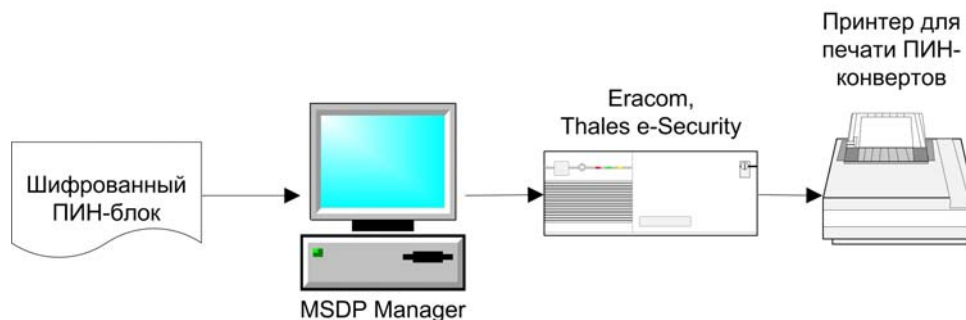 Шифрованный
ПИН-блок
MSDP Manager
Eracom,
Thales e-Security
Принтер для
печати ПИН-
конвертов